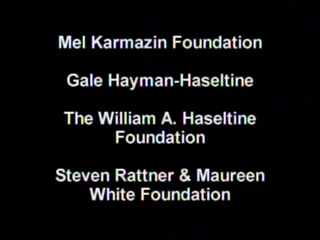 Mel Karmazin Foundation
Gale Hayman-Haseltine
The William A. Haseltine
Foundation
Steven Rattner & Maureen
White Foundation